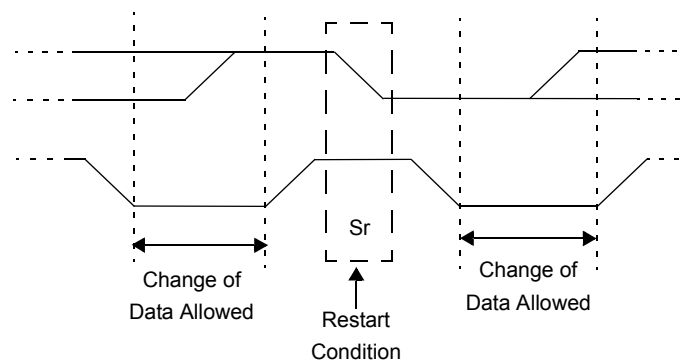 Sr
Change of
Data Allowed
Change of
Data Allowed
Restart
Condition